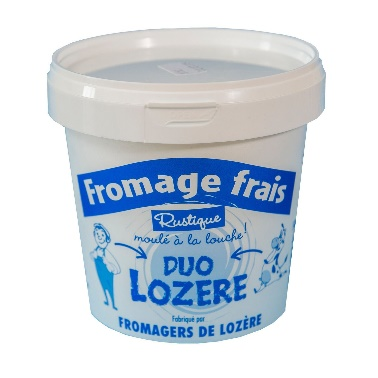 Fromage frais
Rustique
moulé à la louche!
DUO
LOZERE
Fabriqué par
FROMAGERS DE LOZÈRE